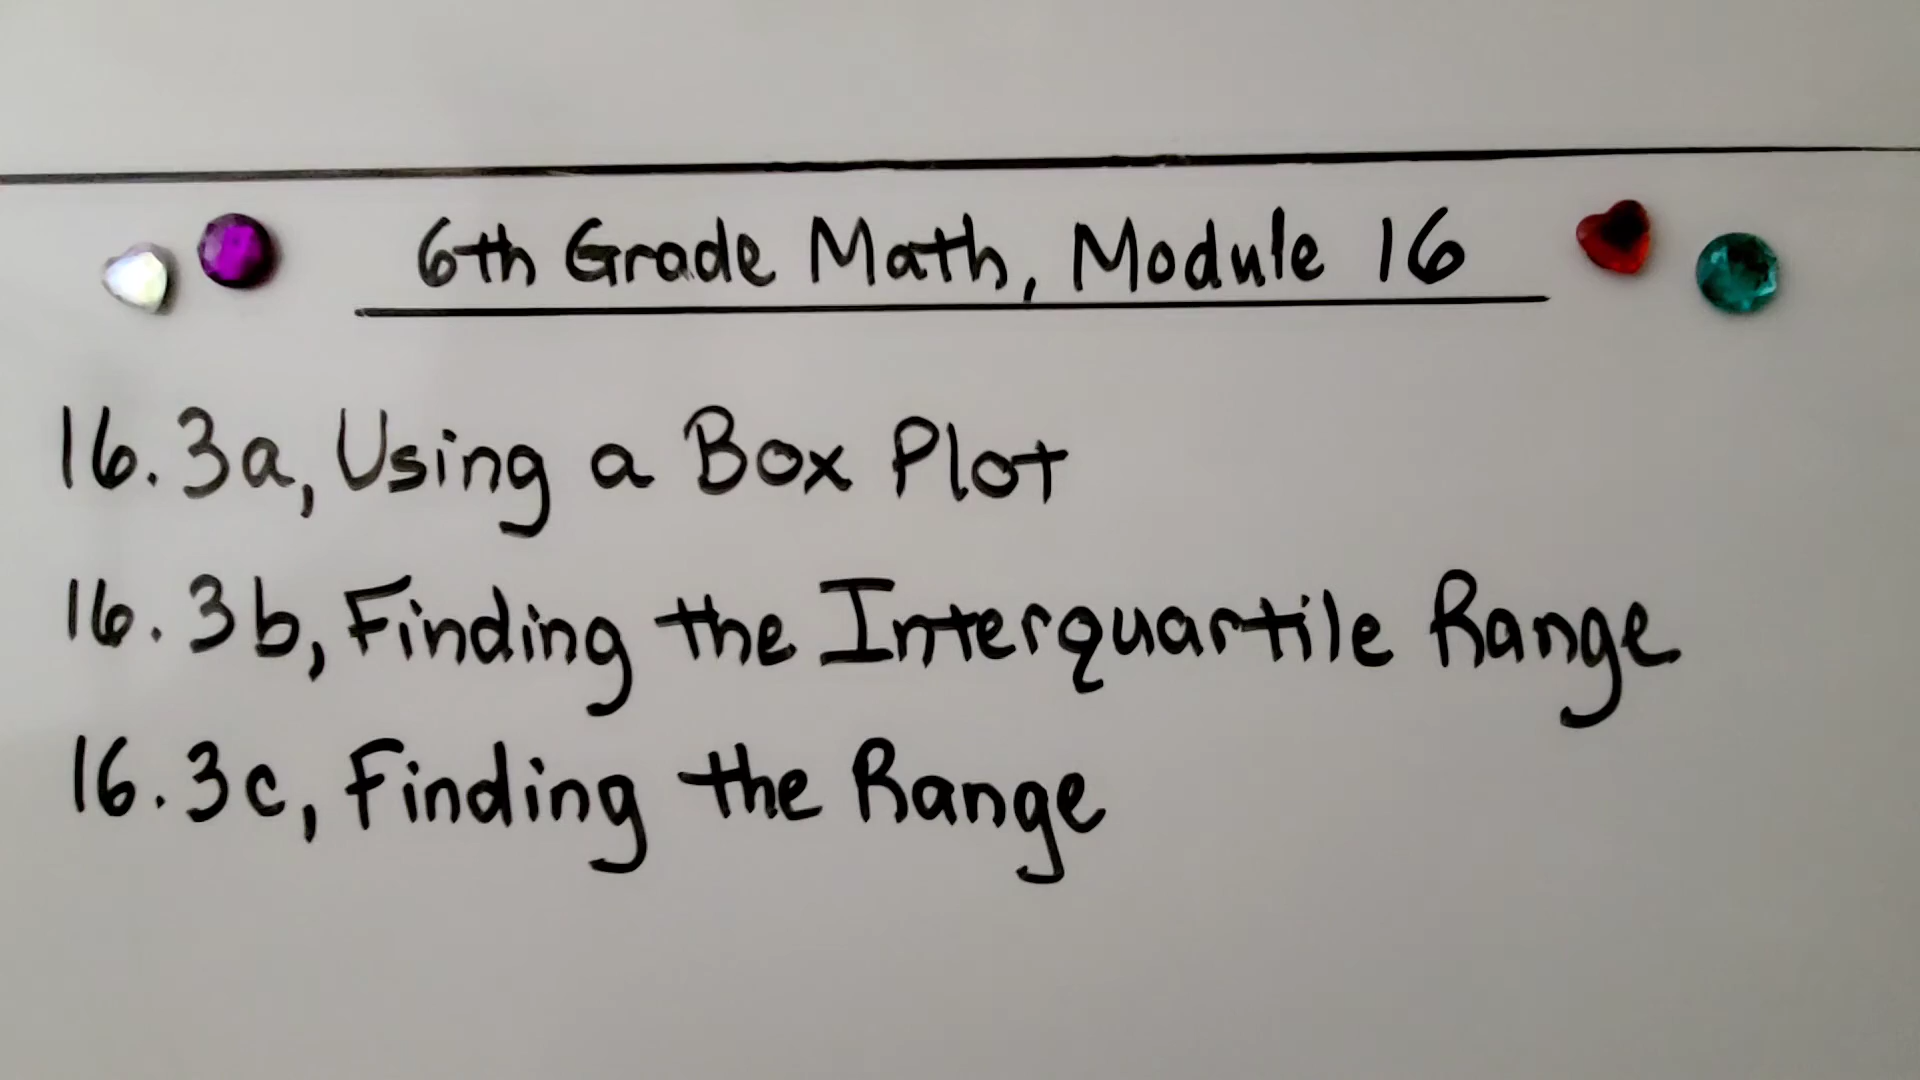 6th Grade Math, Module 16
16.3a, Using a Box Plot
16.3b, Finding the Interquartile Range
16.3c, Finding the Range